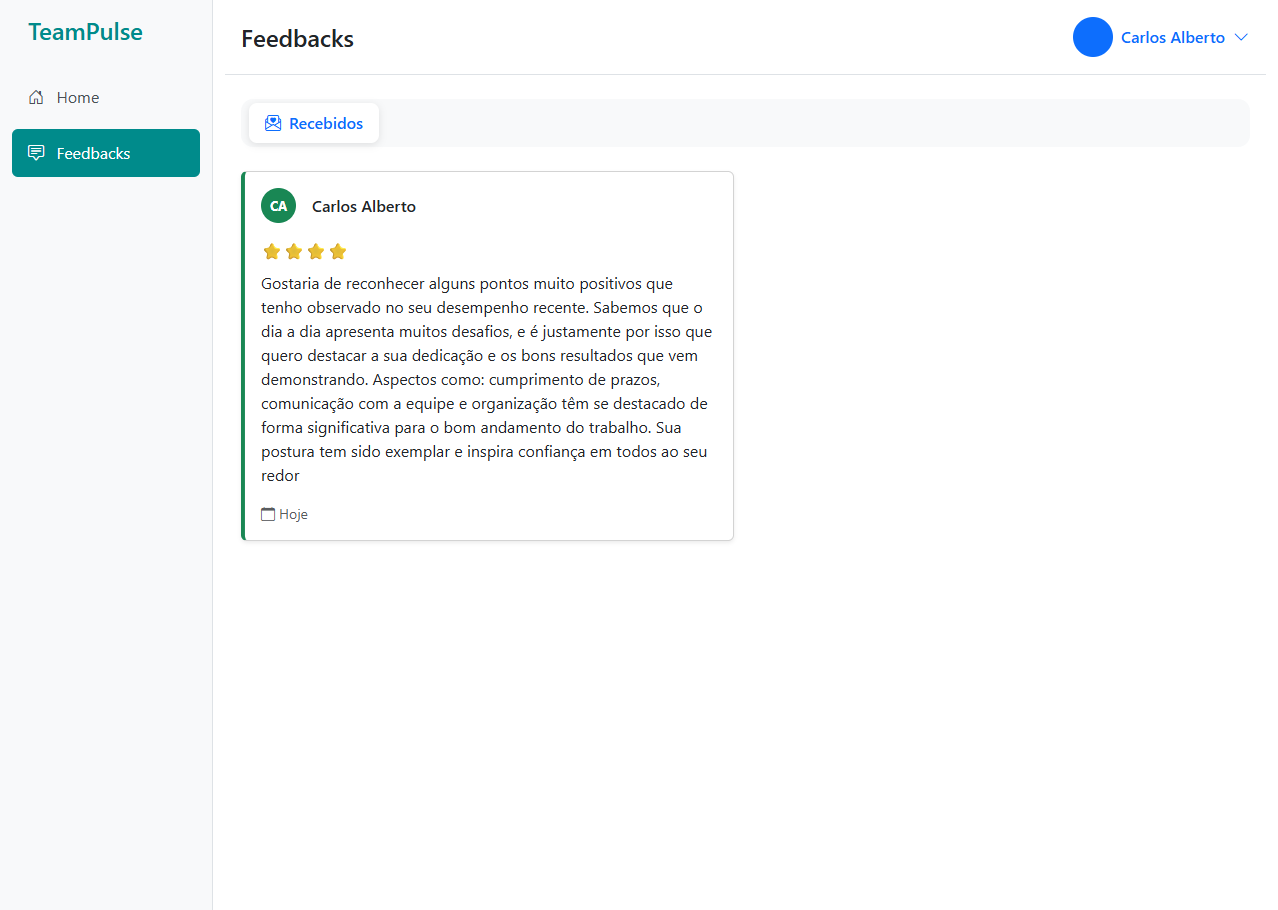 TeamPulse
Home
Feedbacks
Feedbacks
Carlos Alberto
Recebidos
CA
Carlos Alberto
Gostaria de reconhecer alguns pontos muito positivos que
tenho observado no seu desempenho recente. Sabemos que o
dia a dia apresenta muitos desafios, e é justamente por isso que
quero destacar a sua dedicação e os bons resultados que vem
demonstrando. Aspectos como: cumprimento de prazos,
comunicação com a equipe e organização têm se destacado de
forma significativa para o bom andamento do trabalho. Sua
postura tem sido exemplar e inspira confiança em todos ao seu
redor
Hoje